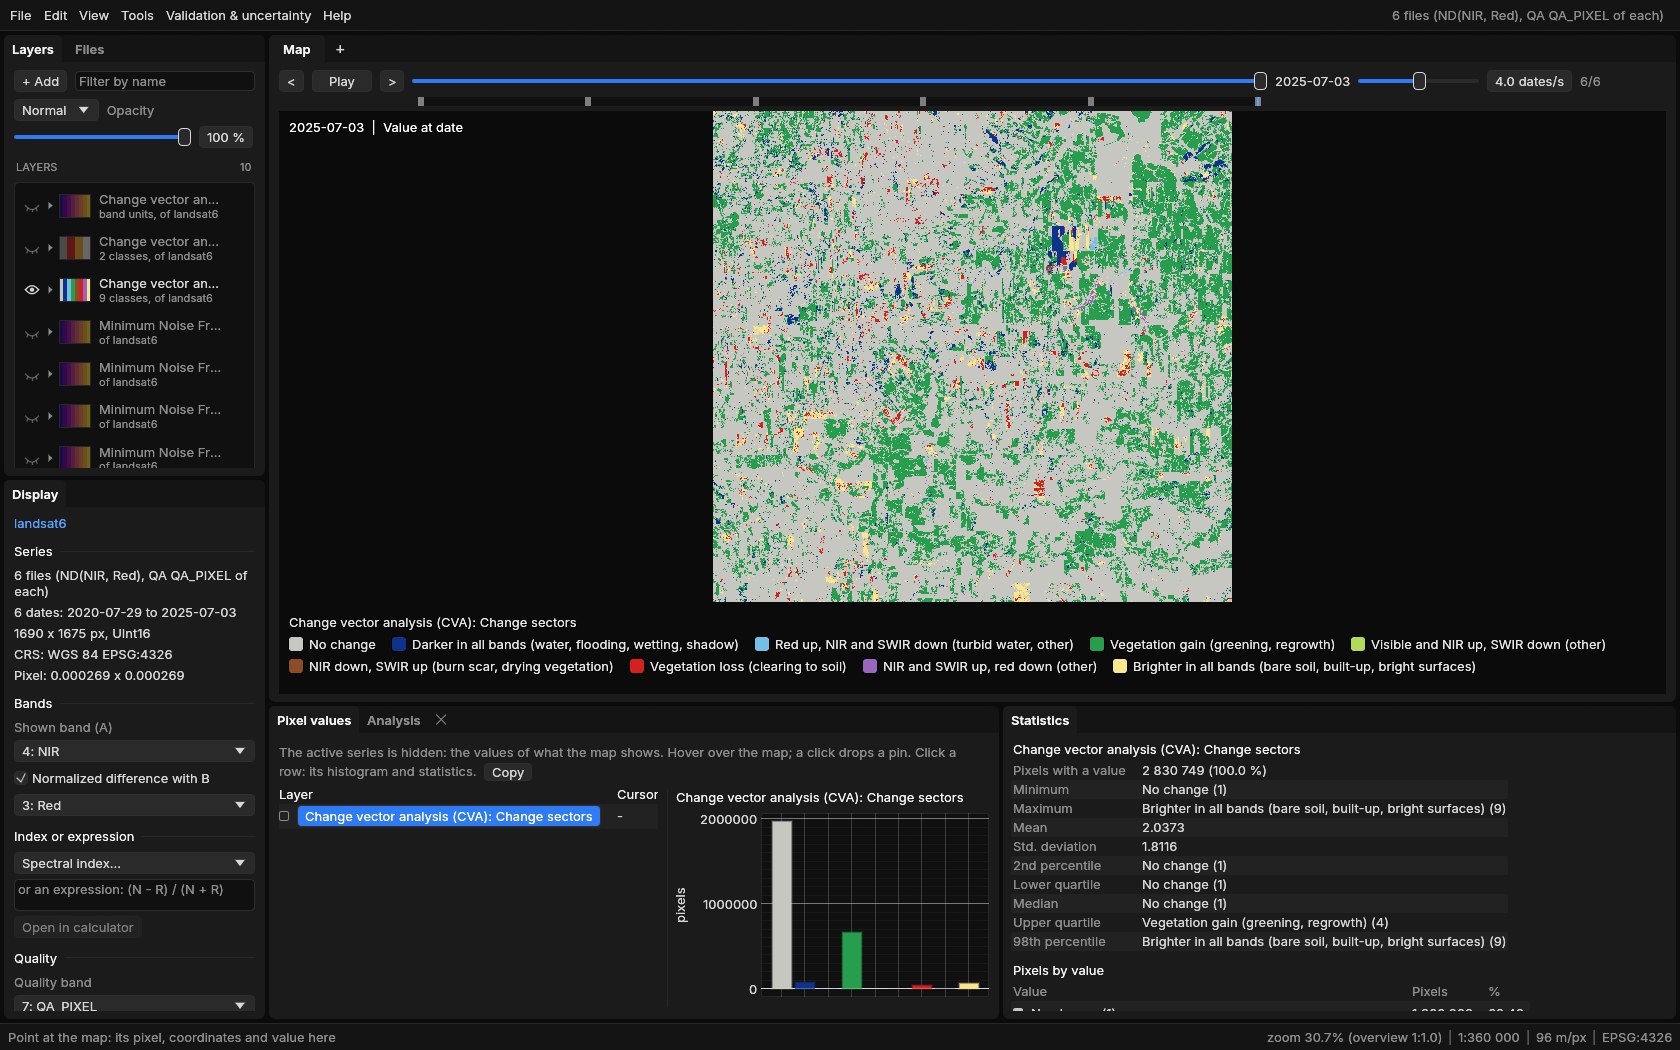 File Edit View Tools Validation & uncertainty Help
6 files (ND(NIR, Red), QA QA_PIXEL of each)
Layers Files
+ Add Filter by name
Normal Opacity
100 %
LAYERS 10
Change vector an...
band units, of landsat6
Change vector an...
2 classes, of landsat6
Change vector an...
9 classes, of landsat6
Minimum Noise Fr...
of landsat6
Minimum Noise Fr...
of landsat6
Minimum Noise Fr...
of landsat6
Minimum Noise Fr...
of landsat6
Display
landsat6
Series
6 files (ND(NIR, Red), QA QA_PIXEL of
each)
6 dates: 2020-07-29 to 2025-07-03
1690 x 1675 px, UInt16
CRS: WGS 84 EPSG:4326
Pixel: 0.000269 x 0.000269
Bands
Shown band (A)
4: NIR
Normalized difference with B
3: Red
Index or expression
Spectral index...
or an expression: (N - R) / (N + R)
Open in calculator
Quality
Quality band
7: QA_PIXEL
Map +
< Play > 2025-07-03 4.0 dates/s 6/6
2025-07-03 | Value at date
Change vector analysis (CVA): Change sectors
No change Darker in all bands (water, flooding, wetting, shadow) Red up, NIR and SWIR down (turbid water, other) Vegetation gain (greening, regrowth) Visible and NIR up, SWIR down (other)
NIR down, SWIR up (burn scar, drying vegetation) Vegetation loss (clearing to soil) NIR and SWIR up, red down (other) Brighter in all bands (bare soil, built-up, bright surfaces)
Pixel values Analysis
The active series is hidden: the values of what the map shows. Hover over the map; a click drops a pin. Click a
row: its histogram and statistics. Copy
Layer Cursor
Change vector analysis (CVA): Change sectors -
Change vector analysis (CVA): Change sectors
2000000
1000000
0
pixels
Statistics
Change vector analysis (CVA): Change sectors
Pixels with a value 2 830 749 (100.0 %)
Minimum No change (1)
Maximum Brighter in all bands (bare soil, built-up, bright surfaces) (9)
Mean 2.0373
Std. deviation 1.8116
2nd percentile No change (1)
Lower quartile No change (1)
Median No change (1)
Upper quartile Vegetation gain (greening, regrowth) (4)
98th percentile Brighter in all bands (bare soil, built-up, bright surfaces) (9)
Pixels by value
Value Pixels %
Point at the map: its pixel, coordinates and value here
zoom 30.7% (overview 1:1.0) | 1:360 000 | 96 m/px | EPSG:4326